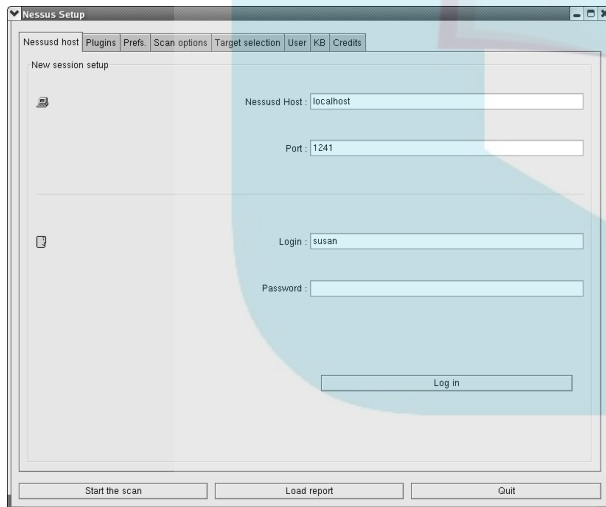 Nessus Setup
Nessusd host Plugins Prefs. Scan options Target selection User KB Credits
New session setup
Nessusd Host : localhost
Port : 1241
Login : susan
Password :
Log in
Start the scan Load report Quit